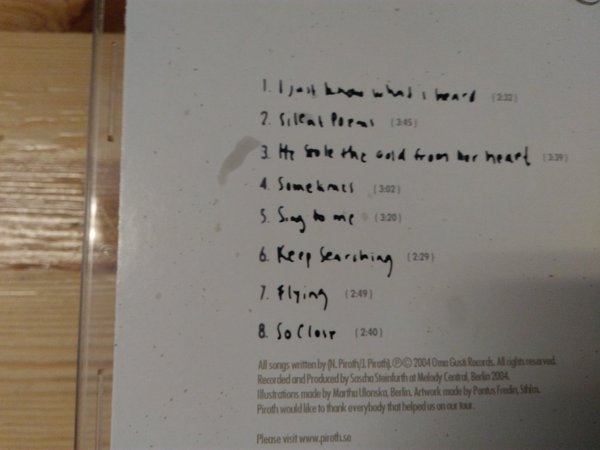 1. I just know what i heard (2:32)
2. Silent Poems (3:45)
3. He stole the gold from her heart (3:39)
4. Sometimes (3:02)
5. Sing to me (3:20)
6. Keep Searching (2:29)
7. Flying (2:49)
8. So Close (2:40)
All songs written by (N. Piroth/J. Piroth). ℗© 2004 Oma Gusti Records. All rights reserved.
Recorded and Produced by Sascha Steinfurth at Melody Central, Berlin 2004.
Illustrations made by Martha Ulonska, Berlin. Artwork made by Pontus Fredin, Sthlm.
Piroth would like to thank everybody that helped us on our tour.
Please visit www.piroth.se